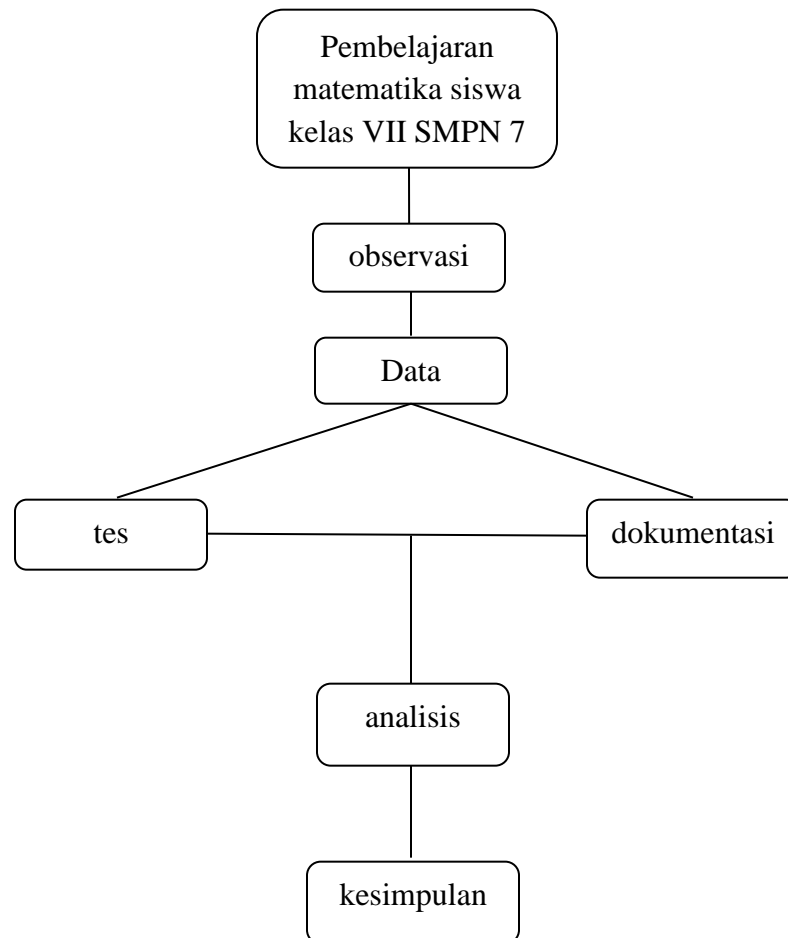 Pembelajaran
matematika siswa
kelas VII SMPN 7
observasi
Data
tes
dokumentasi
analisis
kesimpulan